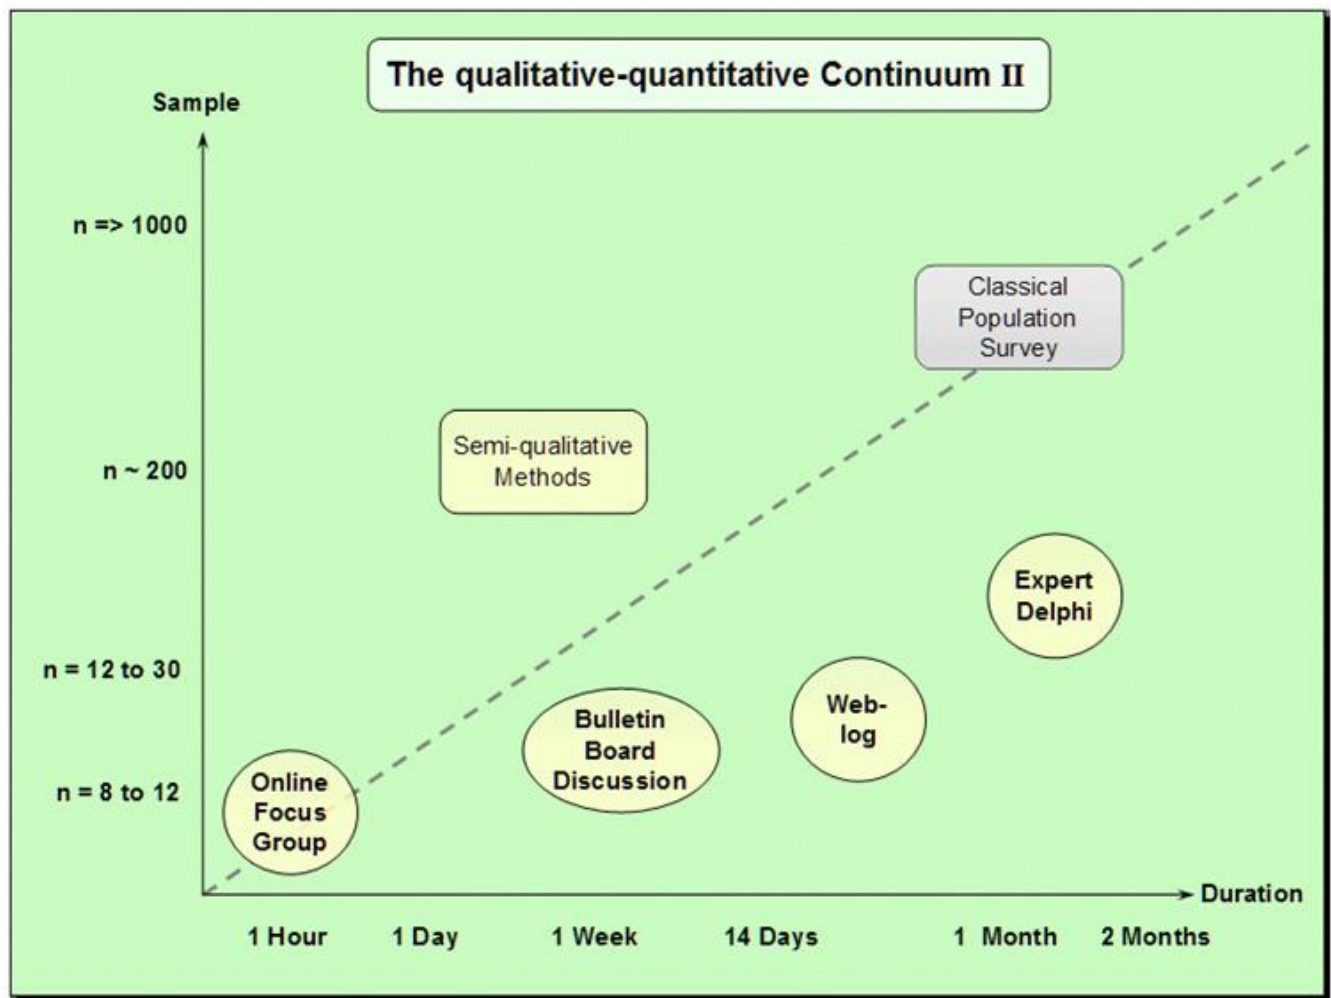 The qualitative-quantitative Continuum II
Sample
n => 1000
Classical
Population
Survey
Semi-qualitative
Methods
n ~ 200
Expert
Delphi
n = 12 to 30
Web-
log
Bulletin
Board
Discussion
Online
Focus
Group
n = 8 to 12
Duration
1 Hour
1 Day
1 Week
14 Days
1 Month
2 Months